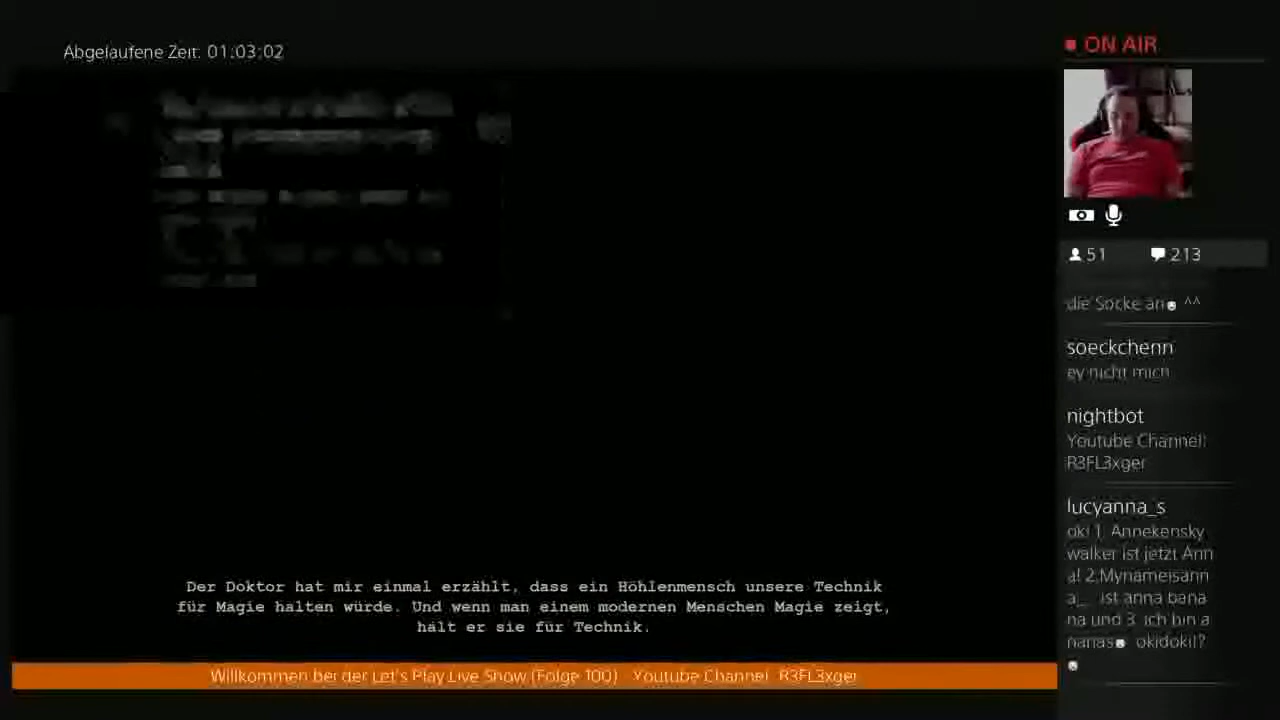 Abgelaufene Zeit: 01:03:02
ON AIR
51 213
die Socke an ^^
soeckchenn
ey nicht mich
nightbot
Youtube Channel:
R3FL3xger
lucyanna_s
oki 1. Annekensky
walker ist jetzt Ann
a! 2.Mynameisann
a_ ist anna bana
na und 3. ich bin a
nanas okidoki!?
Der Doktor hat mir einmal erzählt, dass ein Höhlenmensch unsere Technik
für Magie halten würde. Und wenn man einem modernen Menschen Magie zeigt,
hält er sie für Technik.
Willkommen bei der Let's Play Live Show (Folge 100) Youtube Channel: R3FL3xger